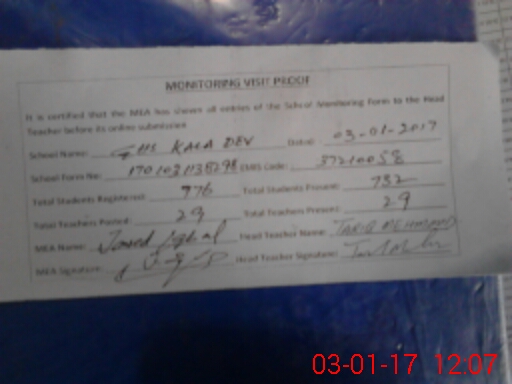 MONITORING VISIT PROOF
It is certified that the MEA has shown all entries of the School Monitoring Form to the Head
Teacher before its online submission
School Name: GHS KALA DEV Date: 03-01-2017
School Form No: EMIS Code: 37210058
Total Students Registered: 776 Total Students Present: 732
Total Teachers Posted: 29 Total Teachers Present: 29
MEA Name: Javed Iqbal Head Teacher Name: TARIQ MEHMOOD
MEA Signature: Head Teacher Signature:
03-01-17 12:07